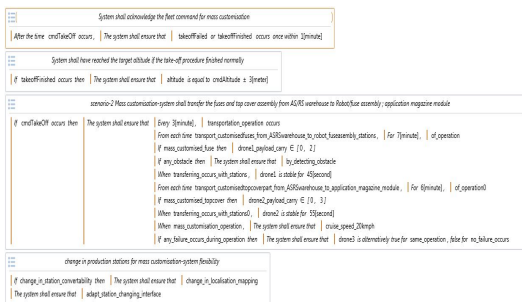 System shall acknowledge the fleet command for mass customisation
After the time cmdTakeOff occurs, The system shall ensure that takeoffFailed or takeoffFinished occurs once within 1[minute]
System shall have reached the target altitude if the take-off procedure finished normally
If takeoffFinished occurs then The system shall ensure that altitude is equal to cmdAltitude ± 3[meter]
scenario-2 Mass customisation-system shall transfer the fuses and top cover assembly from AS/RS warehouse to Robot/fuse assembly ; application magazine module
If cmdTakeOff occurs then The system shall ensure that Every 3[minute], transportation_operation occurs
From each time transport_customisedfuses_from_ASRSwarehouse_to_robot_fuseasembly_stations, For 7[minute], of_operation
If mass_customised_fuse then drone1_payload_carry ∈ [0, 2]
If any_obstacle then The system shall ensure that by_detecting_obstacle
When transferring_occurs_with_stations, drone1 is stable for 45[second]
From each time transport_customisedtopcoverpart_from_ASRSwarehouse_to_application_magazine_module, For 8[minute], of_operation0
If mass_customised_topcover then drone2_payload_carry ∈ [0, 3]
When transferring_occurs_with_stations0, drone2 is stable for 55[second]
When mass_customisation_operation, The system shall ensure that cruise_speed_20kmph
If any_failure_occurs_during_operation then The system shall ensure that drone3 is alternatively true for same_operation, false for no_failure_occurs
change in production stations for mass customisation-system flexibility
If change_in_station_convertability then The system shall ensure that change_in_localisation_mapping
The system shall ensure that adapt_station_changing_interface